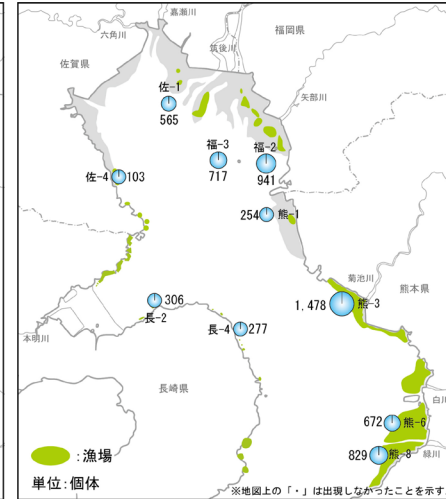 嘉瀬川
福岡県
六角川
筑後川
佐賀県
佐-1
565
矢部川
福-3
717
福-2
941
佐-4
103
254
熊-1
菊池川
熊本県
306
長-2
1.478
熊-3
長-4
277
本明川
長崎県
白川
672
熊-6
829
熊-8
緑川
:漁場
単位:個体
※地図上の「・」は出現しなかったことを示す